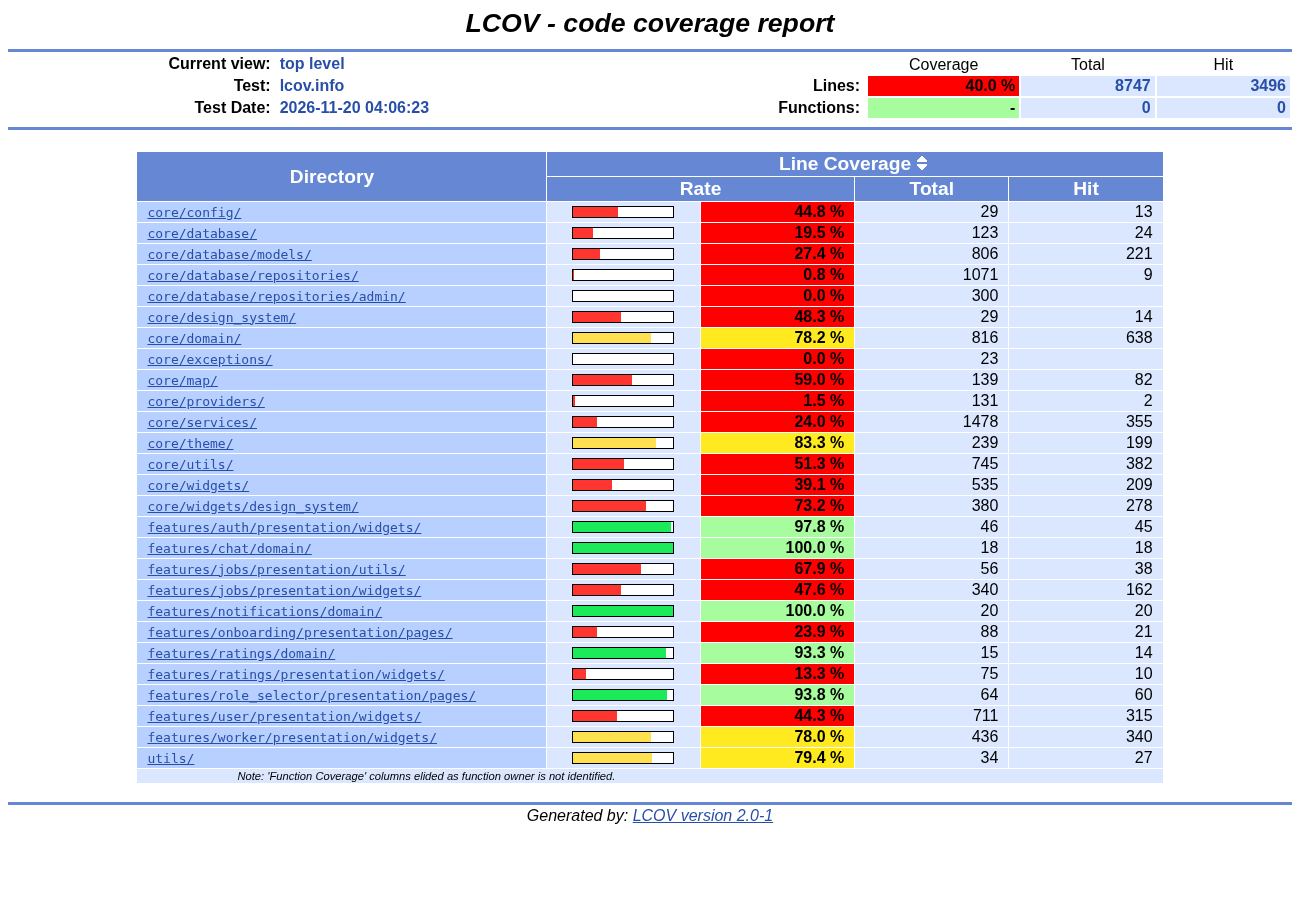 LCOV - code coverage report
Current view: top level Coverage Total Hit
Test: lcov.info Lines: 40.0 % 8747 3496
Test Date: 2026-11-20 04:06:23 Functions: - 0 0
Directory Line Coverage
Rate Total Hit
core/config/ 44.8 % 29 13
core/database/ 19.5 % 123 24
core/database/models/ 27.4 % 806 221
core/database/repositories/ 0.8 % 1071 9
core/database/repositories/admin/ 0.0 % 300
core/design_system/ 48.3 % 29 14
core/domain/ 78.2 % 816 638
core/exceptions/ 0.0 % 23
core/map/ 59.0 % 139 82
core/providers/ 1.5 % 131 2
core/services/ 24.0 % 1478 355
core/theme/ 83.3 % 239 199
core/utils/ 51.3 % 745 382
core/widgets/ 39.1 % 535 209
core/widgets/design_system/ 73.2 % 380 278
features/auth/presentation/widgets/ 97.8 % 46 45
features/chat/domain/ 100.0 % 18 18
features/jobs/presentation/utils/ 67.9 % 56 38
features/jobs/presentation/widgets/ 47.6 % 340 162
features/notifications/domain/ 100.0 % 20 20
features/onboarding/presentation/pages/ 23.9 % 88 21
features/ratings/domain/ 93.3 % 15 14
features/ratings/presentation/widgets/ 13.3 % 75 10
features/role_selector/presentation/pages/ 93.8 % 64 60
features/user/presentation/widgets/ 44.3 % 711 315
features/worker/presentation/widgets/ 78.0 % 436 340
utils/ 79.4 % 34 27
Note: 'Function Coverage' columns elided as function owner is not identified.
Generated by: LCOV version 2.0-1